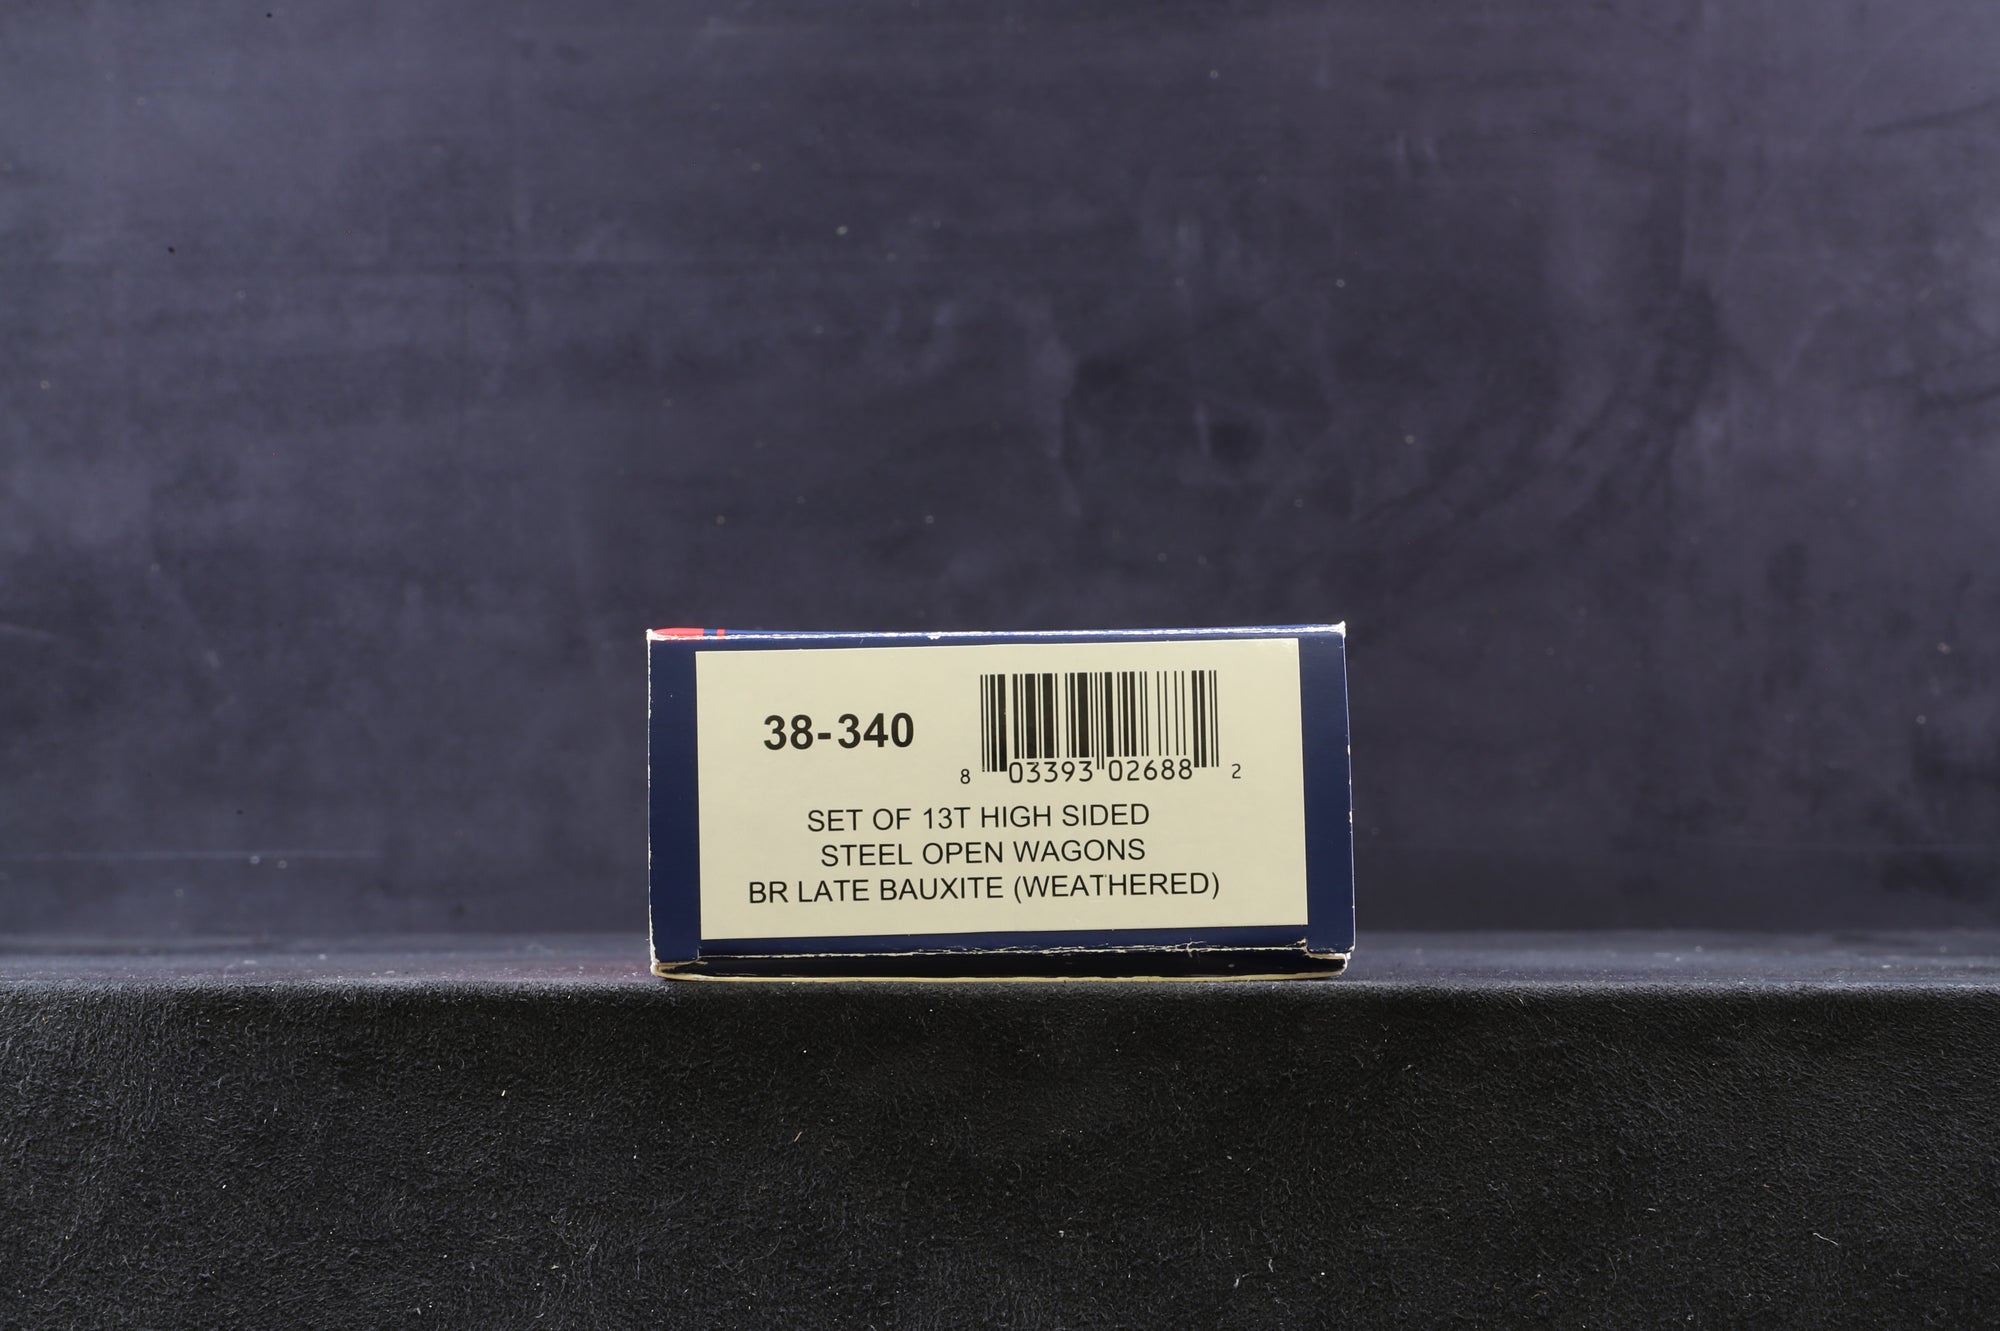 38-340
8 03393 02688 2
SET OF 13T HIGH SIDED
STEEL OPEN WAGONS
BR LATE BAUXITE (WEATHERED)